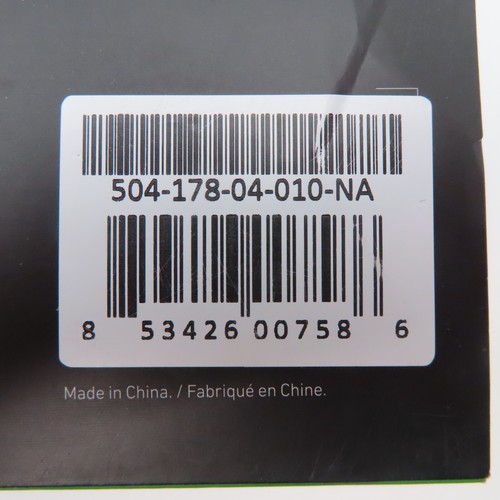 504-178-04-010-NA
8 53426 00758 6
Made in China. / Fabriqué en Chine.